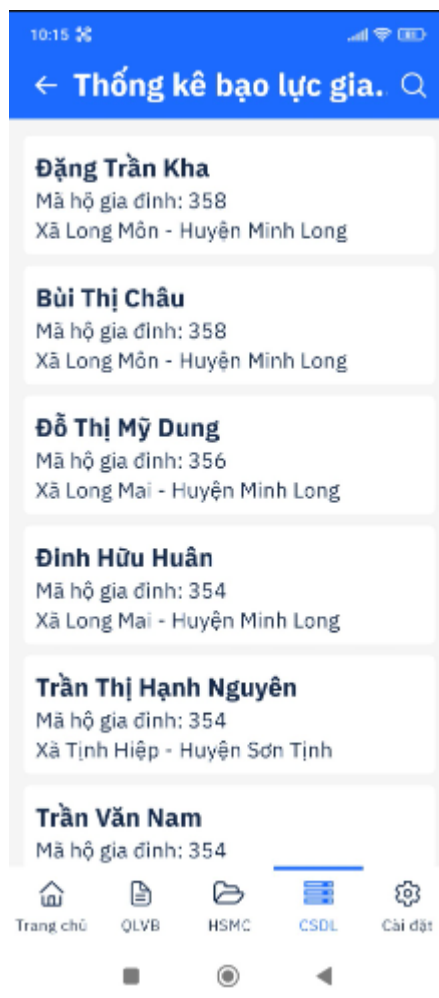 10:15
Thống kê bạo lực gia..
Đặng Trần Kha
Mã hộ gia đình: 358
Xã Long Môn - Huyện Minh Long
Bùi Thị Châu
Mã hộ gia đình: 358
Xã Long Môn - Huyện Minh Long
Đỗ Thị Mỹ Dung
Mã hộ gia đình: 356
Xã Long Mai - Huyện Minh Long
Đinh Hữu Huân
Mã hộ gia đình: 354
Xã Long Mai - Huyện Minh Long
Trần Thị Hạnh Nguyên
Mã hộ gia đình: 354
Xã Tịnh Hiệp - Huyện Sơn Tịnh
Trần Văn Nam
Mã hộ gia đình: 354
Trang chủ QLVB HSMC CSDL Cài đặt